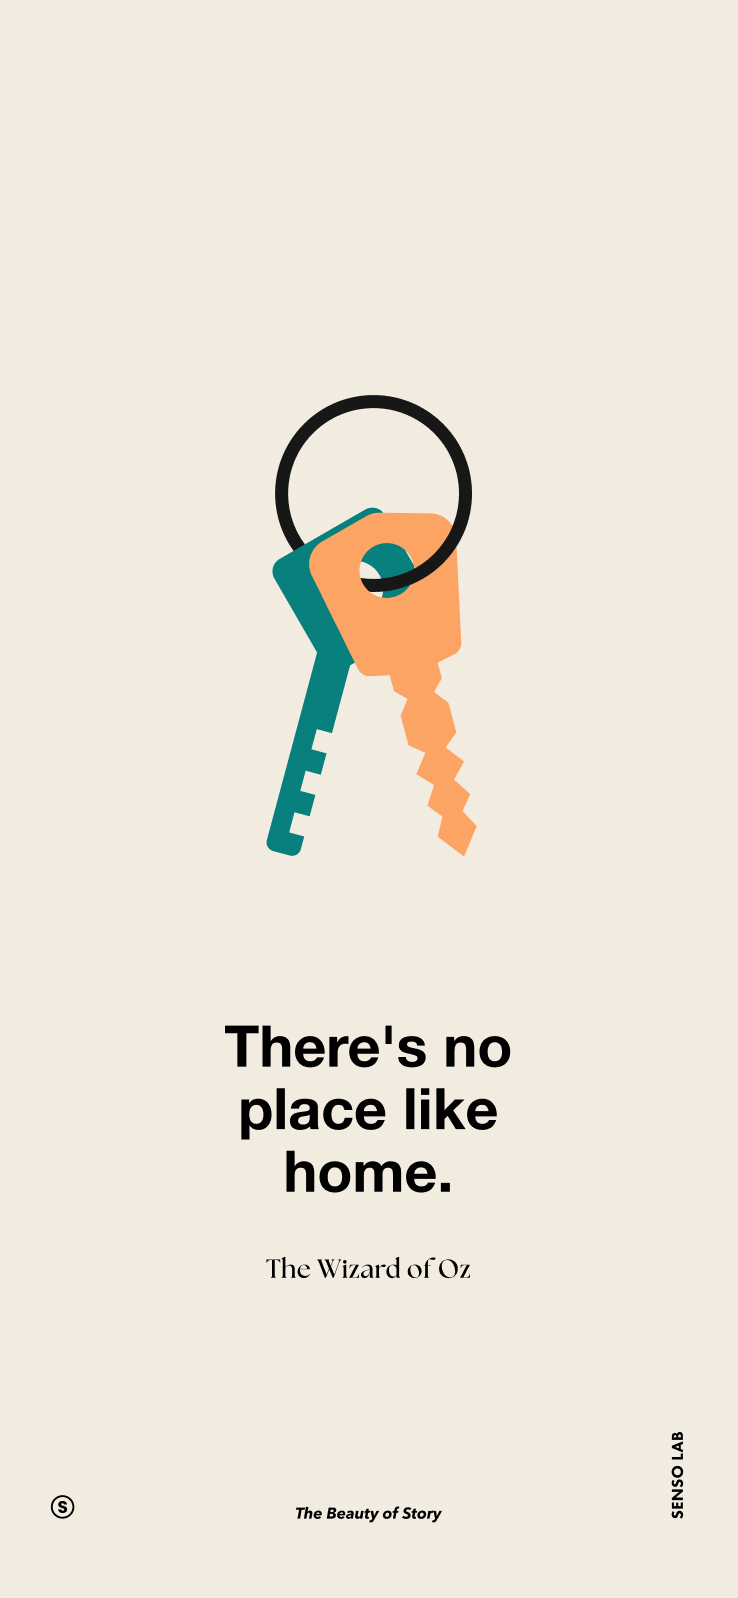 There's no
place like
home.
The Wizard of Oz
SENSO LAB
S
The Beauty of Story